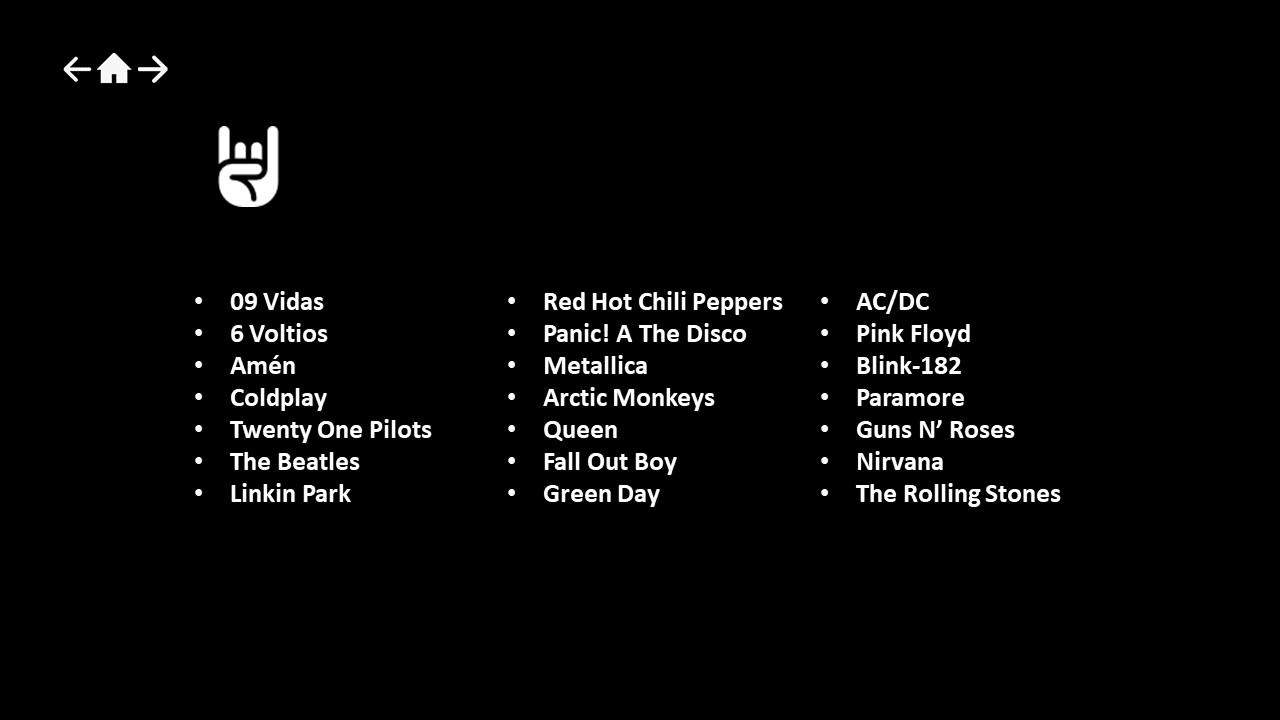 • 09 Vidas
• 6 Voltios
• Amén
• Coldplay
• Twenty One Pilots
• The Beatles
• Linkin Park
• Red Hot Chili Peppers
• Panic! A The Disco
• Metallica
• Arctic Monkeys
• Queen
• Fall Out Boy
• Green Day
• AC/DC
• Pink Floyd
• Blink-182
• Paramore
• Guns N’ Roses
• Nirvana
• The Rolling Stones